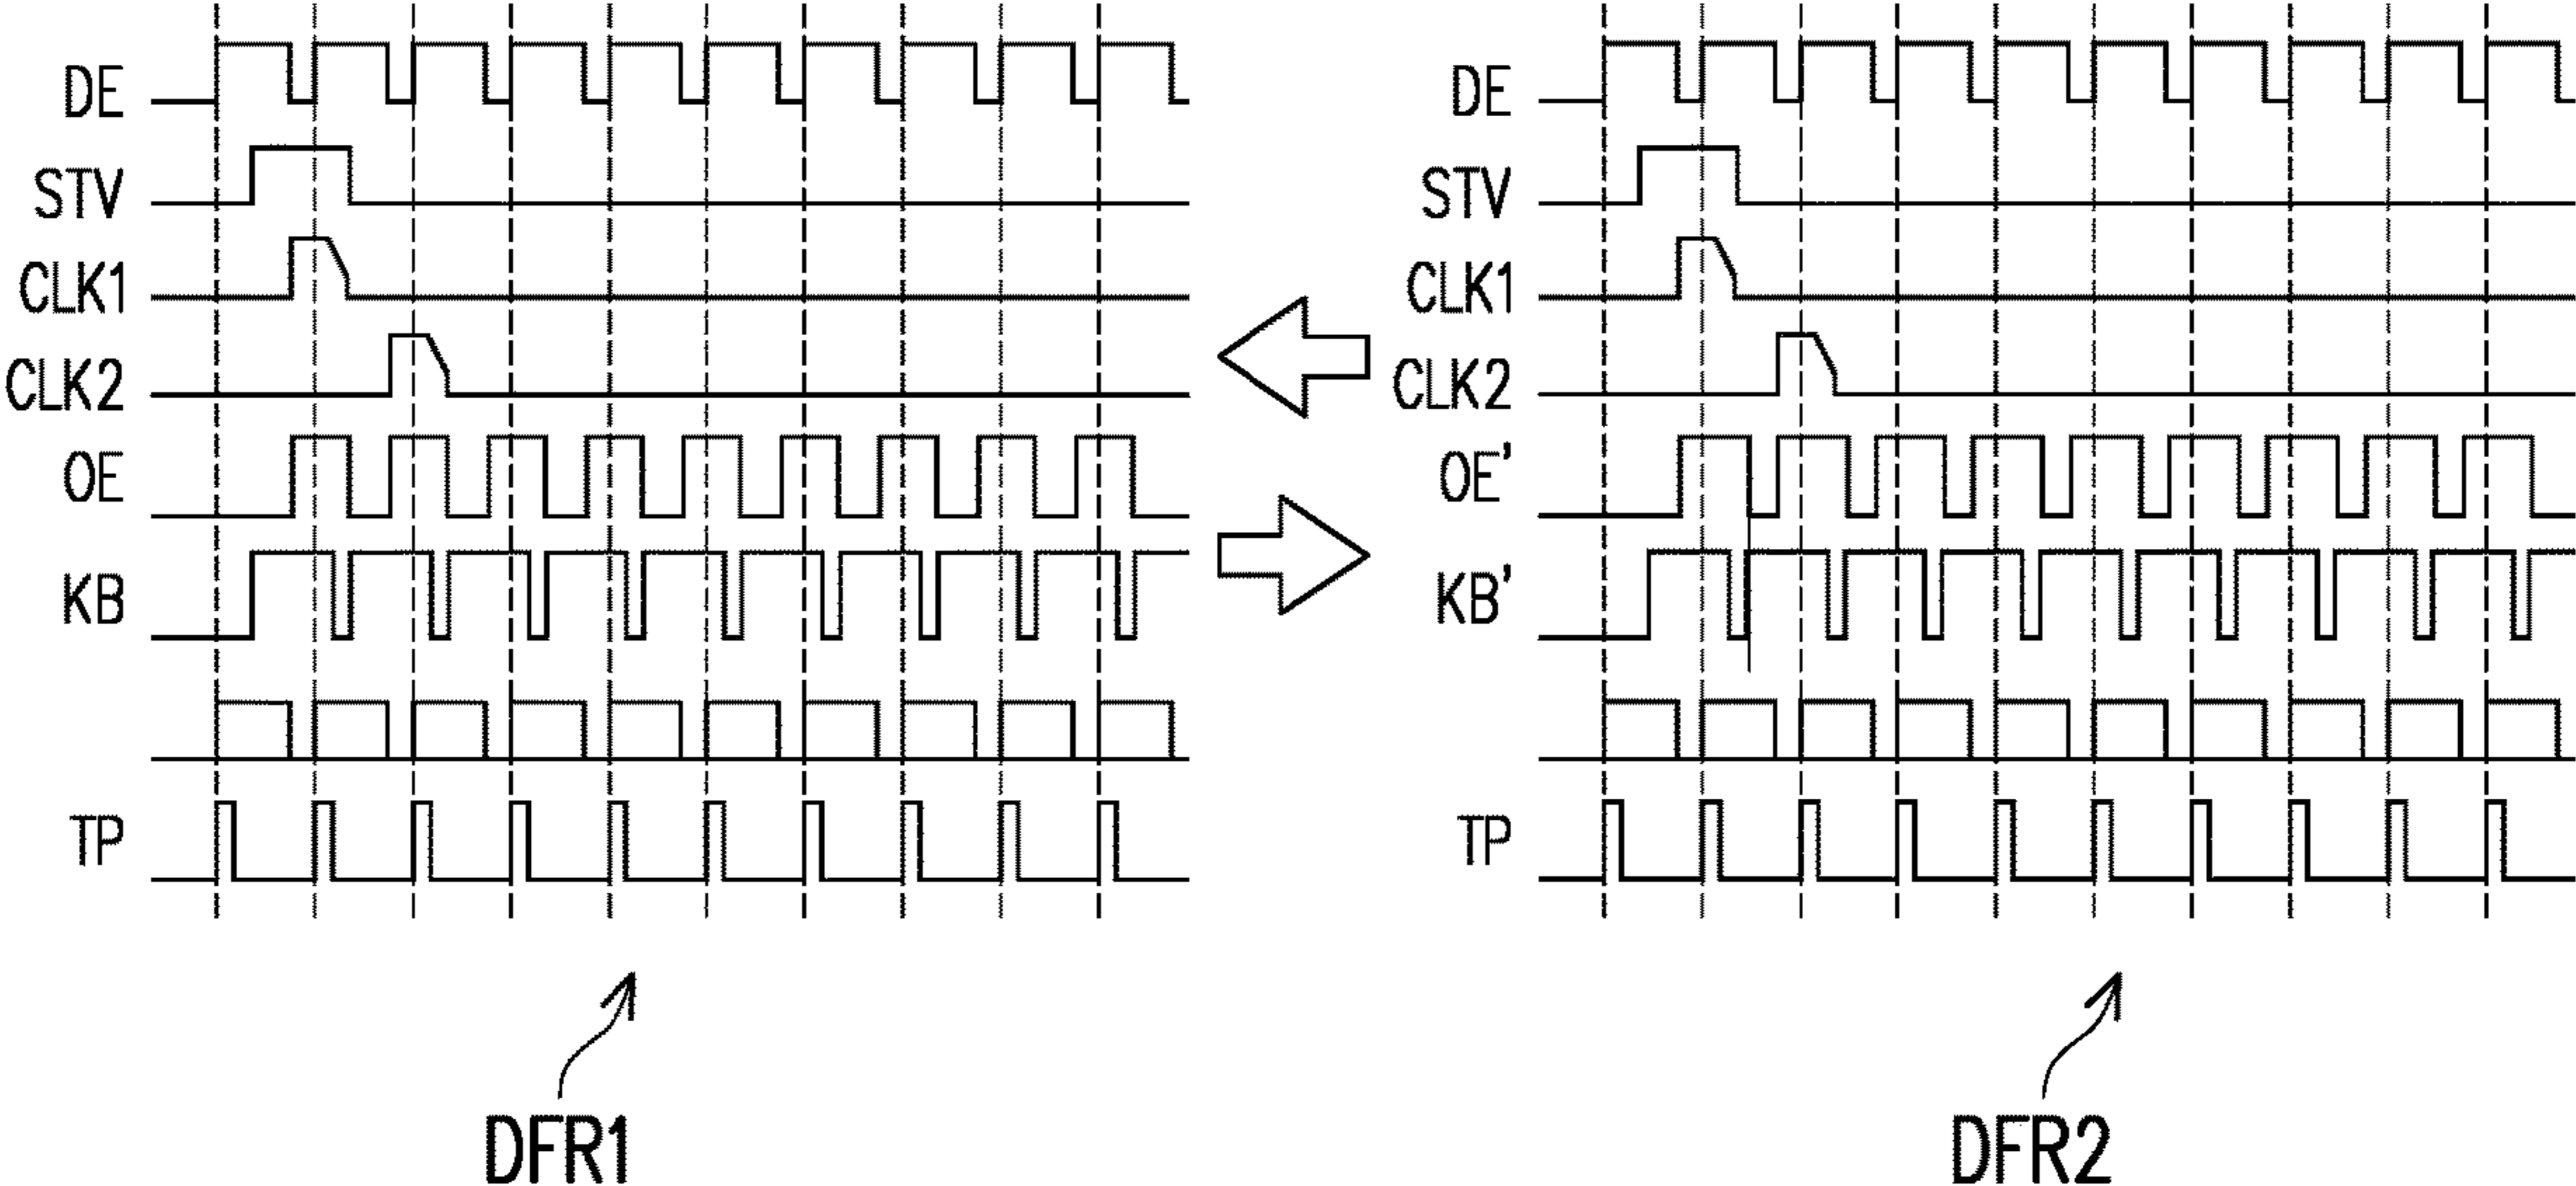 DE
STV
CLK1
CLK2
OE
KB
TP
DFR1
DE
STV
CLK1
CLK2
OE'
KB'
TP
DFR2